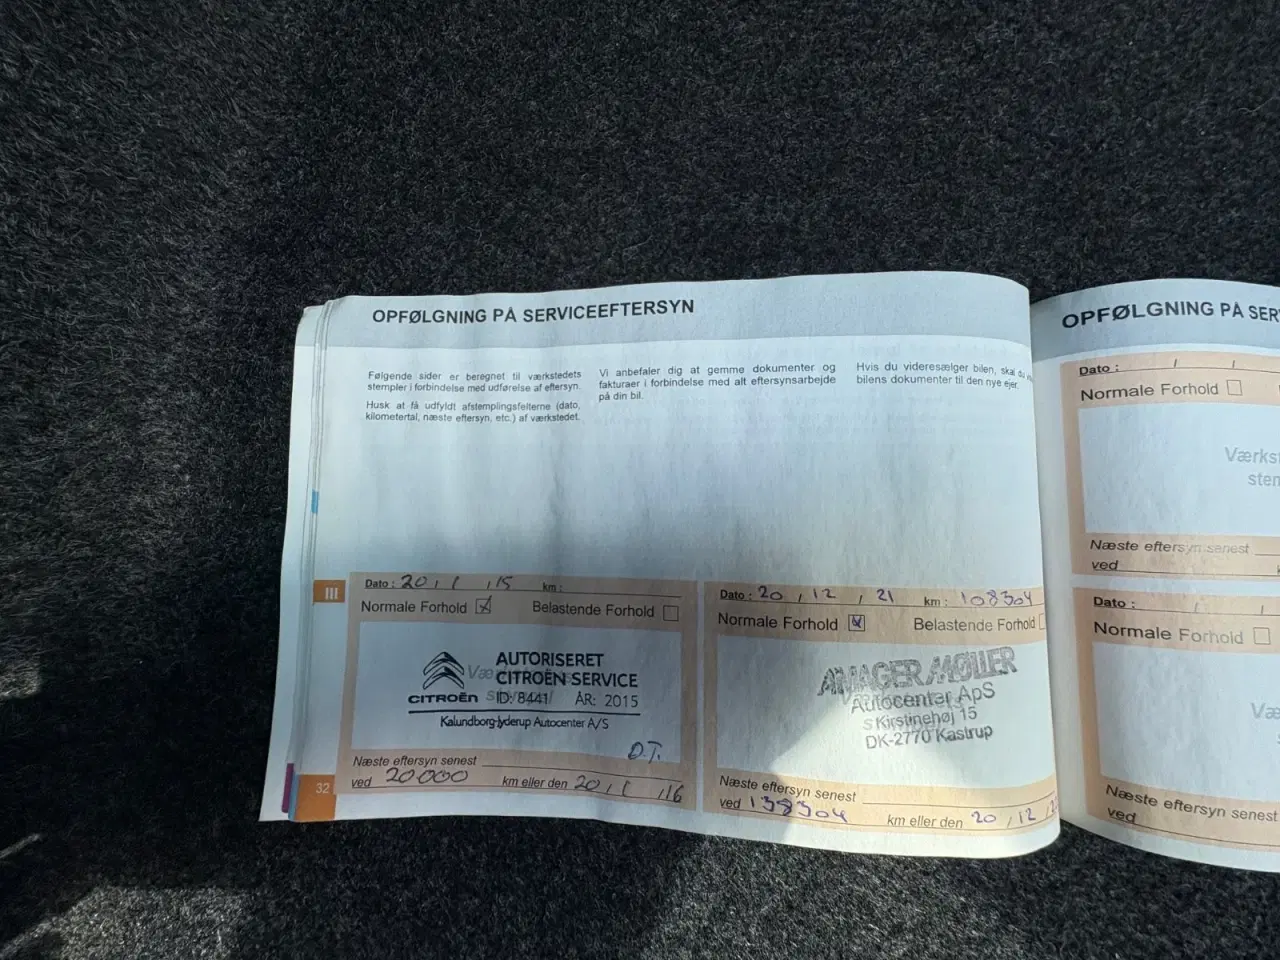 OPFØLGNING PÅ SERVICEEFTERSYN
Følgende sider er beregnet til værkstedets
stempler i forbindelse med udførelse af eftersyn.
Husk at få udfyldt afstemplingsfelterne (dato,
kilometertal, næste eftersyn, etc.) af værkstedet.
Vi anbefaler dig at gemme dokumenter og
fakturaer i forbindelse med alt eftersynsarbejde
på din bil.
Hvis du videresælger bilen, skal du
bilens dokumenter til den nye ejer.
III
Dato : 20 / 1 / 15 km :
Normale Forhold Belastende Forhold
AUTORISERET
CITROËN SERVICE
CITROËN ID: 8441 ÅR: 2015
Kalundborg-Jyderup Autocenter A/S
D.T.
Næste eftersyn senest
ved 20000 km eller den 20 / 1 / 16
32
Dato : 20 / 12 / 21 km : 108304
Normale Forhold Belastende Forhold
AMAGER MØLLER
Autocenter ApS
Kirstinehøj 15
DK-2770 Kastrup
Næste eftersyn senest
ved 138304 km eller den 20 / 12 /
OPFØLGNING PÅ SER
Dato : / /
Normale Forhold
Værks
stem
Næste eftersyn senest
ved
Dato : / /
Normale Forhold
Væ
Næste eftersyn senest
ved